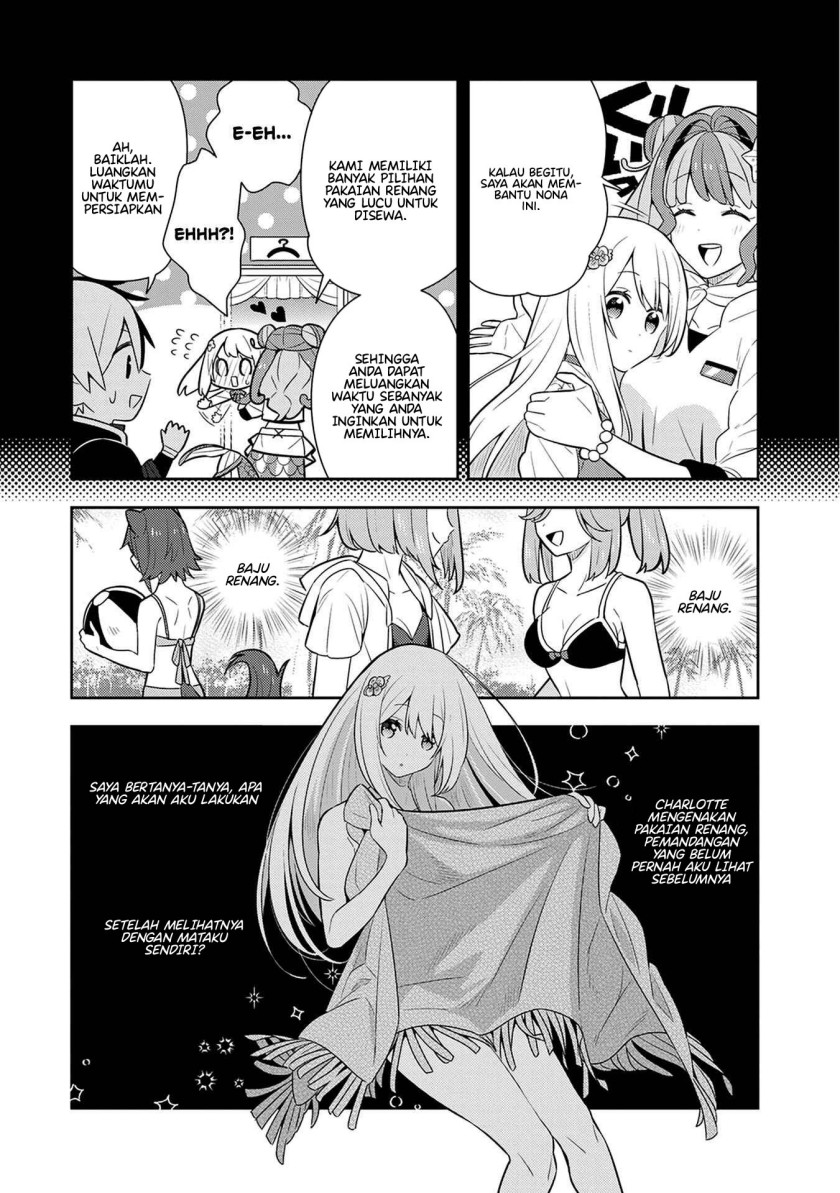 KALAU BEGITU,
SAYA AKAN MEM-
BANTU NONA
INI.
KAMI MEMILIKI
BANYAK PILIHAN
PAKAIAN RENANG
YANG LUCU UNTUK
DISEWA.
SEHINGGA
ANDA DAPAT
MELUANGKAN
WAKTU SEBANYAK
YANG ANDA
INGINKAN UNTUK
MEMILIHNYA.
E-EH...
EHHH?!
AH,
BAIKLAH.
LUANGKAN
WAKTUMU
UNTUK MEM-
PERSIAPKAN
BAJU
RENANG.
BAJU
RENANG.
CHARLOTTE
MENGENAKAN
PAKAIAN RENANG,
PEMANDANGAN
YANG BELUM
PERNAH AKU LIHAT
SEBELUMNYA
SAYA BERTANYA-TANYA, APA
YANG AKAN AKU LAKUKAN
SETELAH MELIHATNYA
DENGAN MATAKU
SENDIRI?